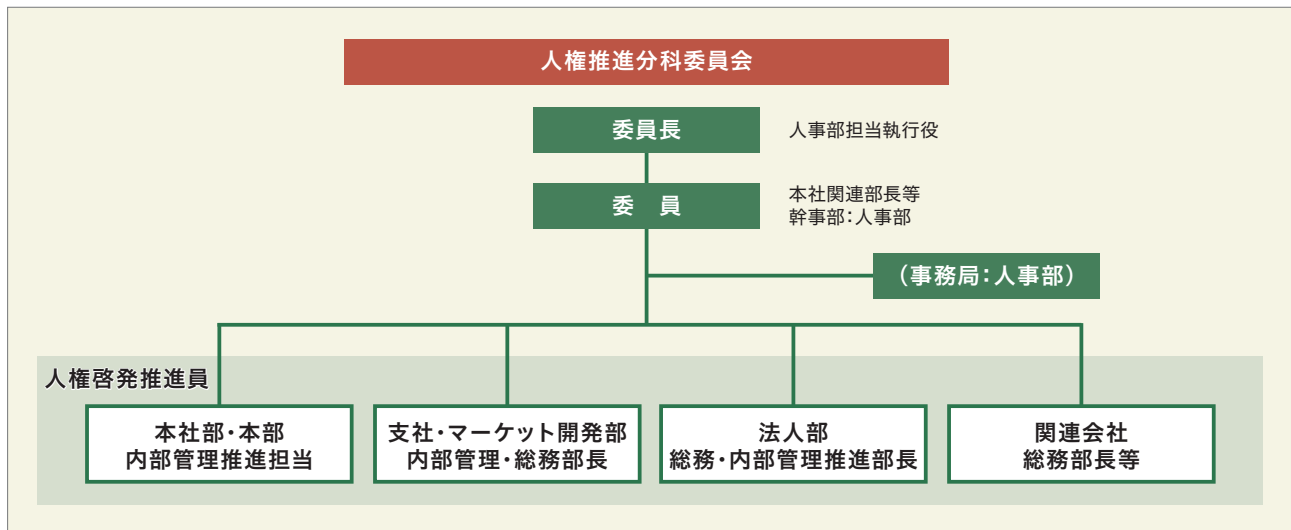 人権推進分科委員会
委員長
人事部担当執行役
委　員
本社関連部長等
幹事部：人事部
（事務局：人事部）
人権啓発推進員
本社部・本部
内部管理推進担当
支社・マーケット開発部
内部管理・総務部長
法人部
総務・内部管理推進部長
関連会社
総務部長等